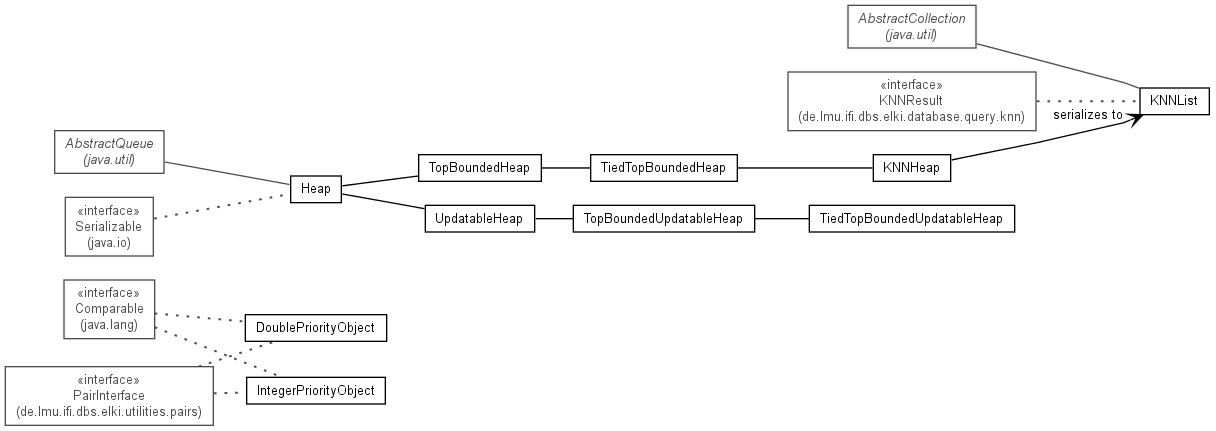 AbstractCollection
(java.util)
«interface»
KNNResult
(de.lmu.ifi.dbs.elki.database.query.knn)
KNNList
serializes to
AbstractQueue
(java.util)
TopBoundedHeap
TiedTopBoundedHeap
KNNHeap
Heap
«interface»
Serializable
(java.io)
UpdatableHeap
TopBoundedUpdatableHeap
TiedTopBoundedUpdatableHeap
«interface»
Comparable
(java.lang)
DoublePriorityObject
«interface»
PairInterface
(de.lmu.ifi.dbs.elki.utilities.pairs)
IntegerPriorityObject